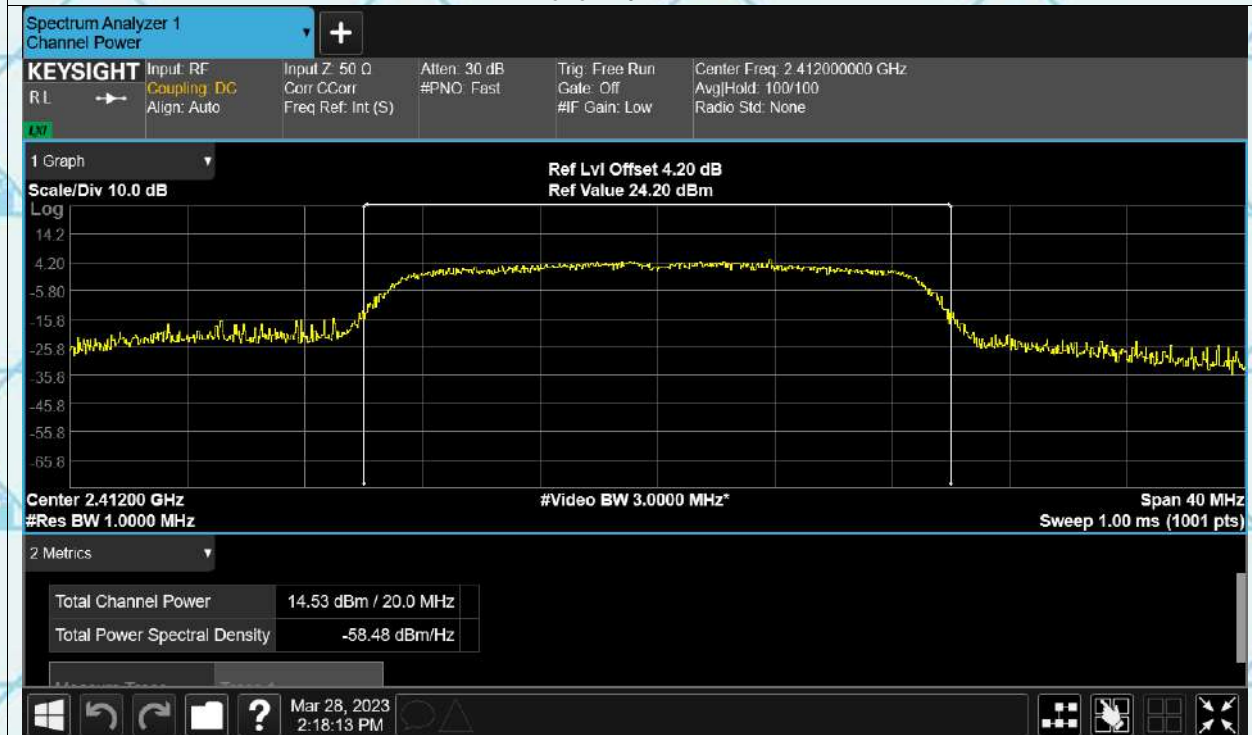 Spectrum Analyzer 1
Channel Power
+
KEYSIGHT
RL
LXI
Input: RF
Coupling: DC
Align: Auto
Input Z: 50 Ω
Corr CCorr
Freq Ref: Int (S)
Atten: 30 dB
#PNO: Fast
Trig: Free Run
Gate: Off
#IF Gain: Low
Center Freq: 2.412000000 GHz
Avg|Hold: 100/100
Radio Std: None
1 Graph
Scale/Div 10.0 dB
Ref Lvl Offset 4.20 dB
Ref Value 24.20 dBm
Log
14.2
4.20
-5.80
-15.8
-25.8
-35.8
-45.8
-55.8
-65.8
Center 2.41200 GHz
#Res BW 1.0000 MHz
#Video BW 3.0000 MHz*
Span 40 MHz
Sweep 1.00 ms (1001 pts)
2 Metrics
Total Channel Power 14.53 dBm / 20.0 MHz
Total Power Spectral Density -58.48 dBm/Hz
?
Mar 28, 2023
2:18:13 PM